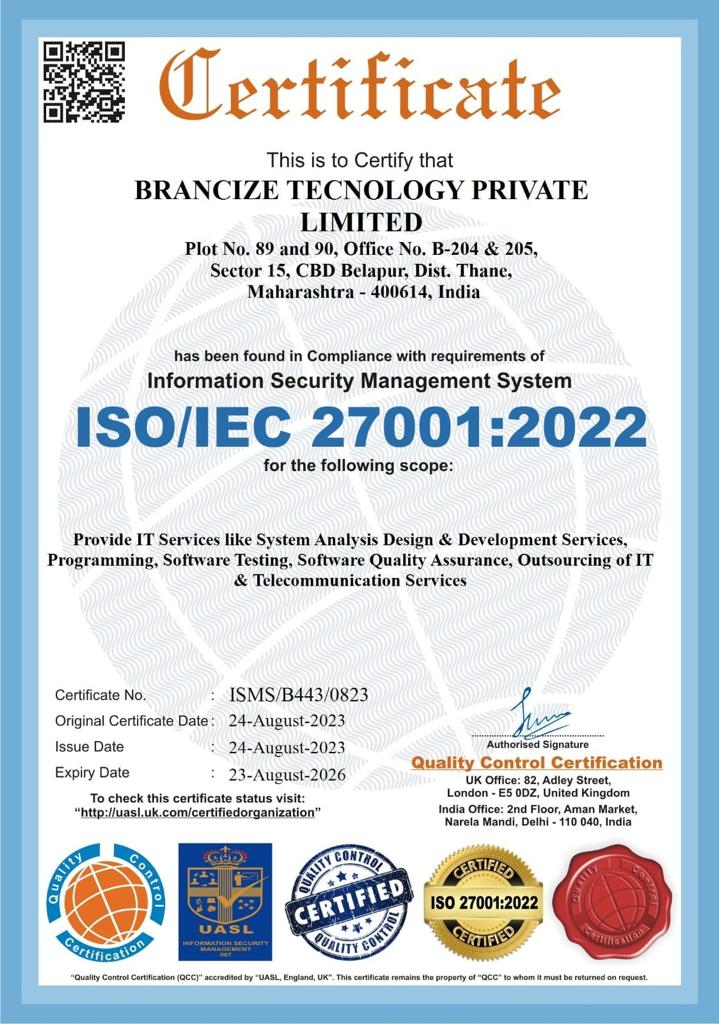 Certificate
This is to Certify that
BRANCIZE TECNOLOGY PRIVATE
LIMITED
Plot No. 89 and 90, Office No. B-204 & 205,
Sector 15, CBD Belapur, Dist. Thane,
Maharashtra - 400614, India
has been found in Compliance with requirements of
Information Security Management System
ISO/IEC 27001:2022
for the following scope:
Provide IT Services like System Analysis Design & Development Services,
Programming, Software Testing, Software Quality Assurance, Outsourcing of IT
& Telecommunication Services
Certificate No. : ISMS/B443/0823
Original Certificate Date : 24-August-2023
Issue Date : 24-August-2023
Expiry Date : 23-August-2026
To check this certificate status visit:
“http://uasl.uk.com/certifiedorganization”
Authorised Signature
Quality Control Certification
UK Office: 82, Adley Street,
London - E5 0DZ, United Kingdom
India Office: 2nd Floor, Aman Market,
Narela Mandi, Delhi - 110 040, India
Quality Control
Certification
UASL
INFORMATION SECURITY
MANAGEMENT
007
QUALITY CONTROL
CERTIFIED
QUALITY CONTROL
CERTIFIED
ISO 27001:2022
CERTIFIED
Quality Control
Certification
“Quality Control Certification (QCC)” accredited by “UASL, England, UK”. This certificate remains the property of “QCC” to whom it must be returned on request.